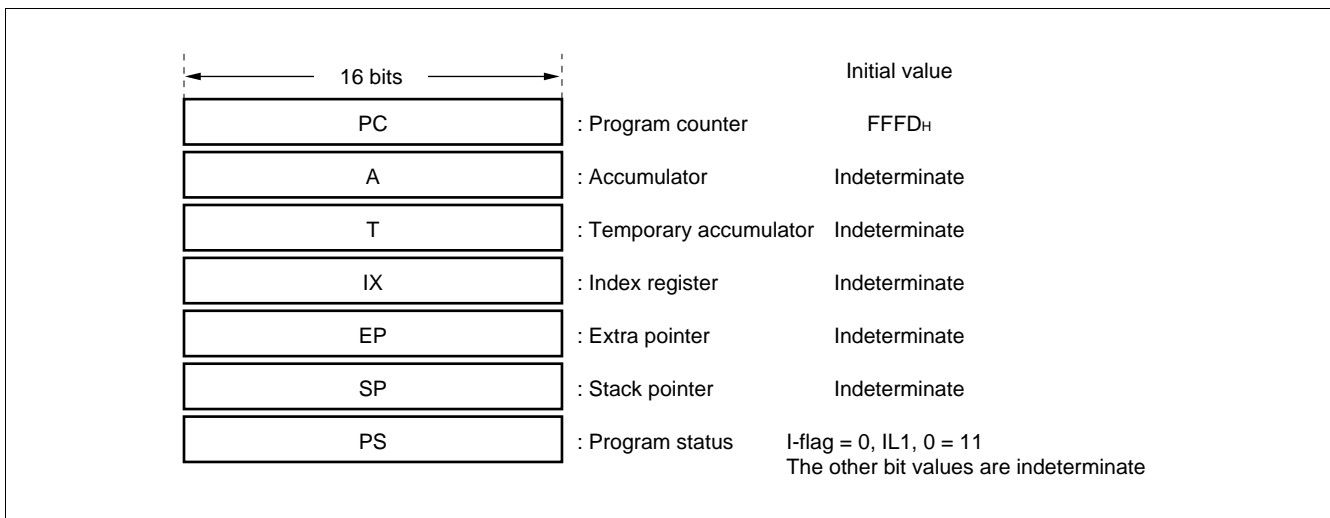 16 bits Initial value
PC : Program counter FFFDH
A : Accumulator Indeterminate
T : Temporary accumulator Indeterminate
IX : Index register Indeterminate
EP : Extra pointer Indeterminate
SP : Stack pointer Indeterminate
PS : Program status I-flag = 0, IL1, 0 = 11
The other bit values are indeterminate